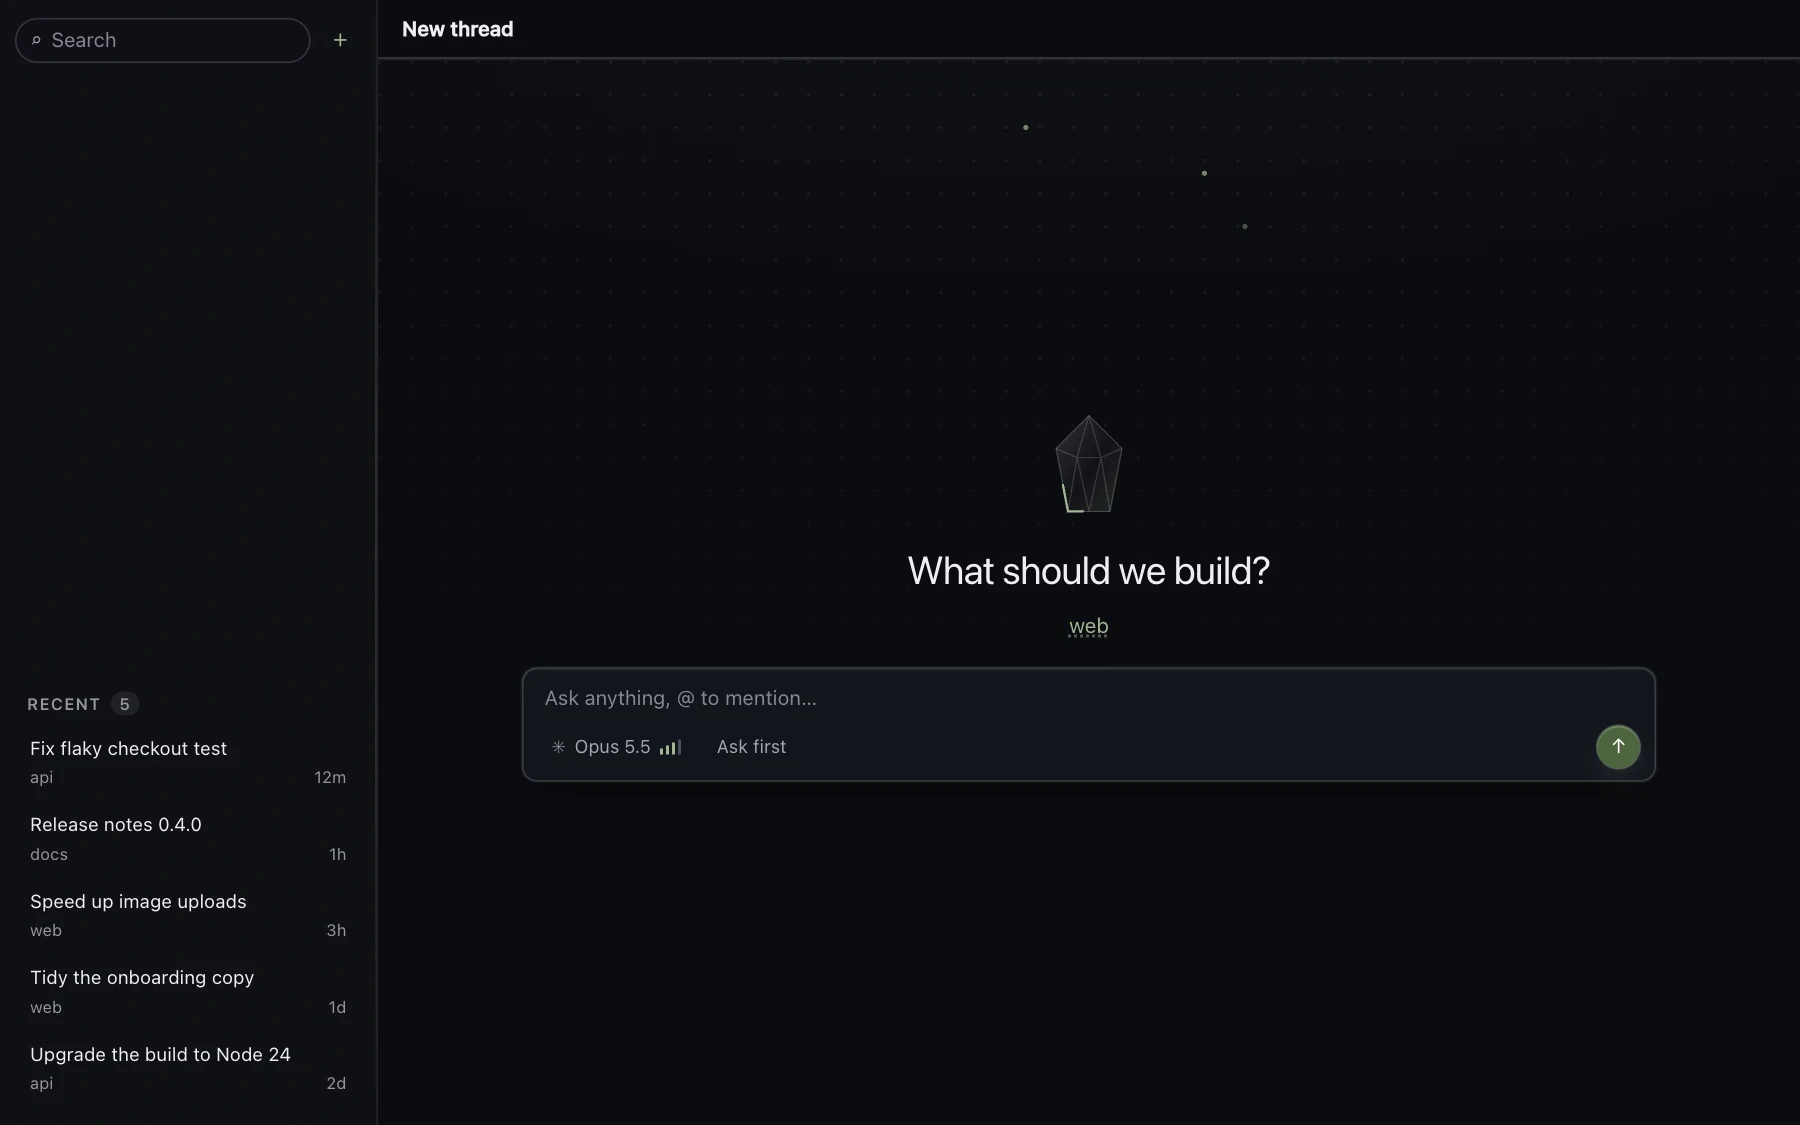 Search
+
New thread
What should we build?
web
Ask anything, @ to mention...
Opus 5.5
Ask first
RECENT 5
Fix flaky checkout test
api 12m
Release notes 0.4.0
docs 1h
Speed up image uploads
web 3h
Tidy the onboarding copy
web 1d
Upgrade the build to Node 24
api 2d